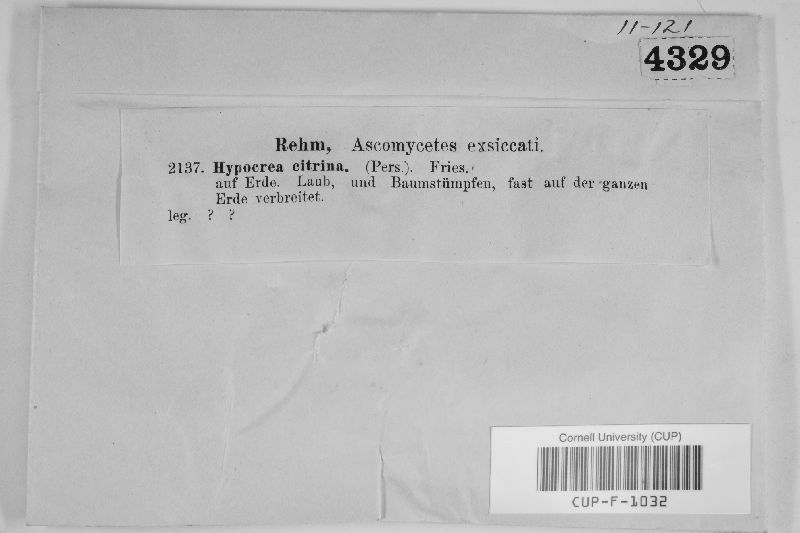 11-121
4329
Rehm, Ascomycetes exsiccati.
2137. Hypocrea citrina. (Pers.). Fries.
auf Erde. Laub, und Baumstümpfen, fast auf der ganzen
Erde verbreitet.
leg. ? ?
Cornell University (CUP)
CUP-F-1032